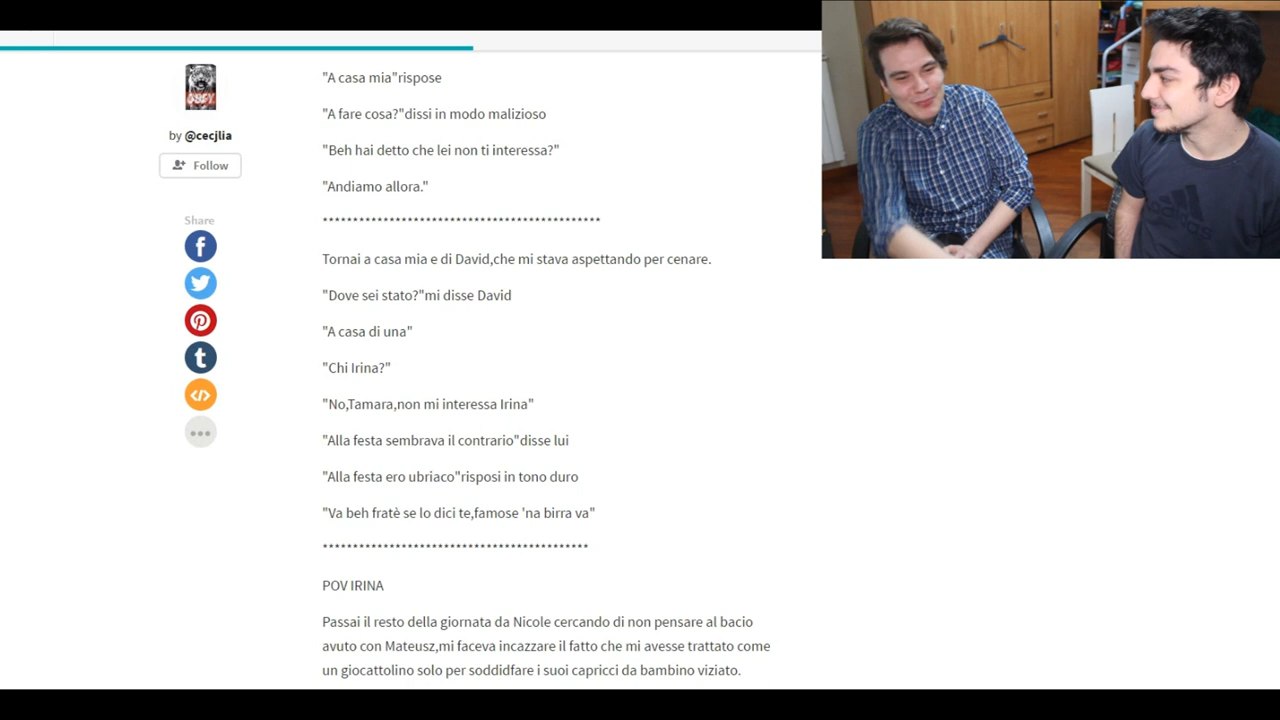 "A casa mia"rispose
"A fare cosa?"dissi in modo malizioso
by @cecjlia
"Beh hai detto che lei non ti interessa?"
Follow
"Andiamo allora."
Share
***********************************************
Tornai a casa mia e di David,che mi stava aspettando per cenare.
"Dove sei stato?"mi disse David
"A casa di una"
"Chi Irina?"
"No,Tamara,non mi interessa Irina"
"Alla festa sembrava il contrario"disse lui
"Alla festa ero ubriaco"risposi in tono duro
"Va beh fratè se lo dici te,famose 'na birra va"
*********************************************
POV IRINA
Passai il resto della giornata da Nicole cercando di non pensare al bacio
avuto con Mateusz,mi faceva incazzare il fatto che mi avesse trattato come
un giocattolino solo per soddidfare i suoi capricci da bambino viziato.
OBEY
adidas